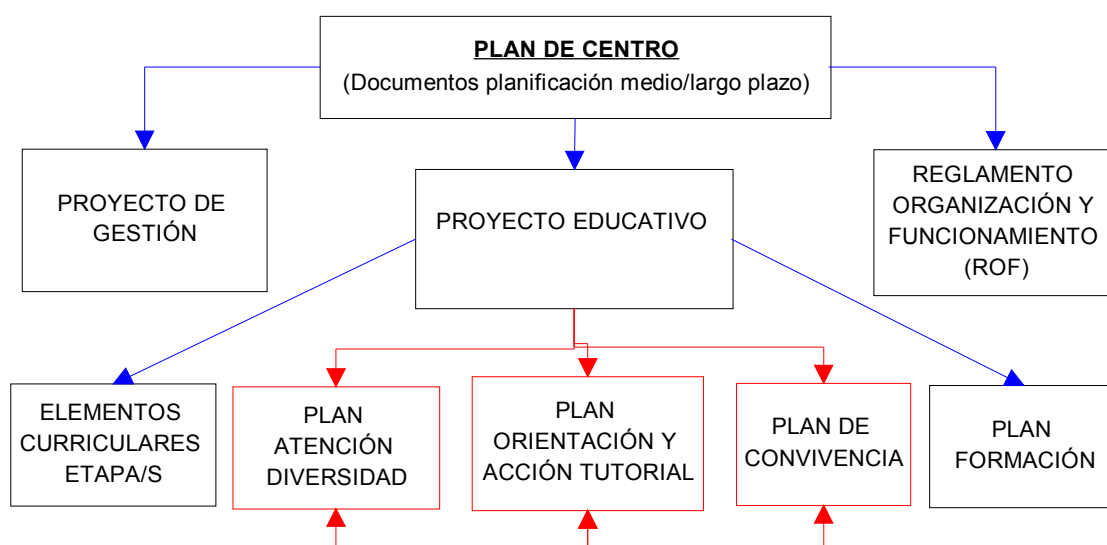 PLAN DE CENTRO
(Documentos planificación medio/largo plazo)
PROYECTO DE
GESTIÓN
PROYECTO EDUCATIVO
REGLAMENTO
ORGANIZACIÓN Y
FUNCIONAMIENTO
(ROF)
ELEMENTOS
CURRICULARES
ETAPA/S
PLAN
ATENCIÓN
DIVERSIDAD
PLAN
ORIENTACIÓN Y
ACCIÓN TUTORIAL
PLAN DE
CONVIVENCIA
PLAN
FORMACIÓN